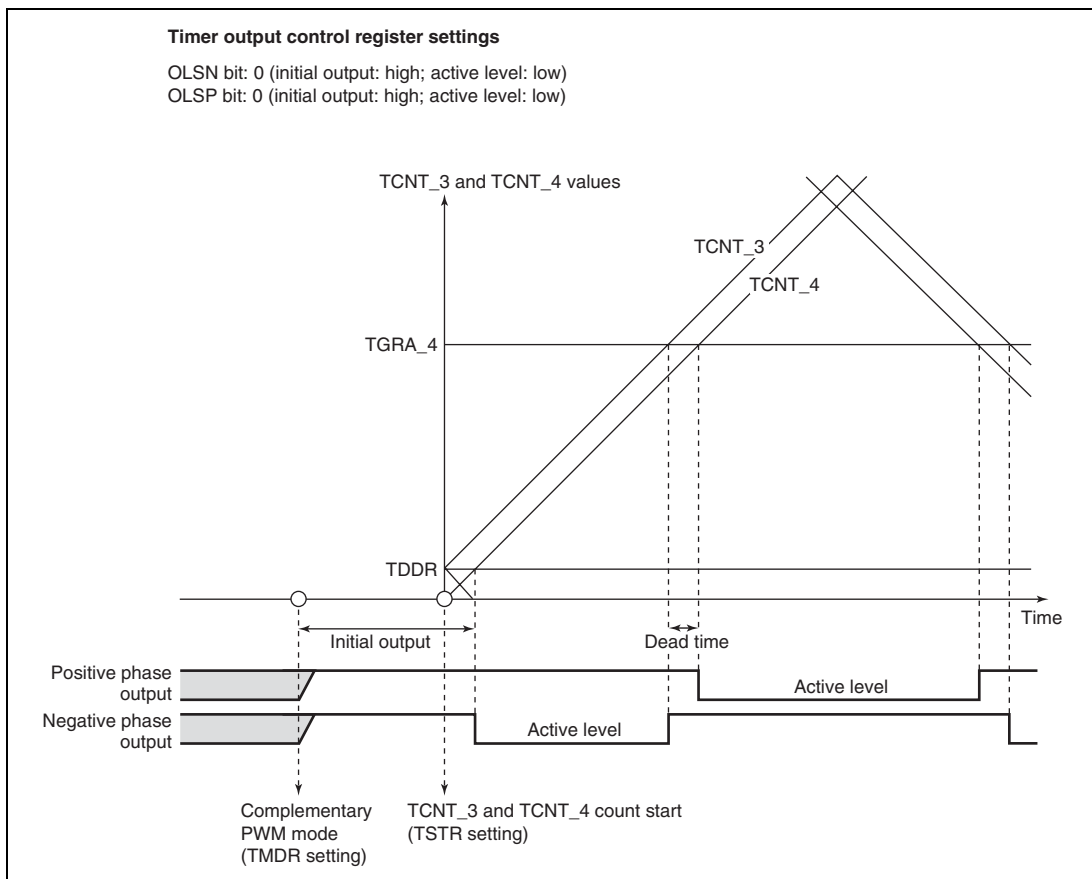 Timer output control register settings
OLSN bit: 0 (initial output: high; active level: low)
OLSP bit: 0 (initial output: high; active level: low)
TCNT_3 and TCNT_4 values
TCNT_3
TCNT_4
TGRA_4
TDDR
Time
Initial output
Dead time
Positive phase
output
Active level
Negative phase
output
Active level
Complementary
PWM mode
(TMDR setting)
TCNT_3 and TCNT_4 count start
(TSTR setting)